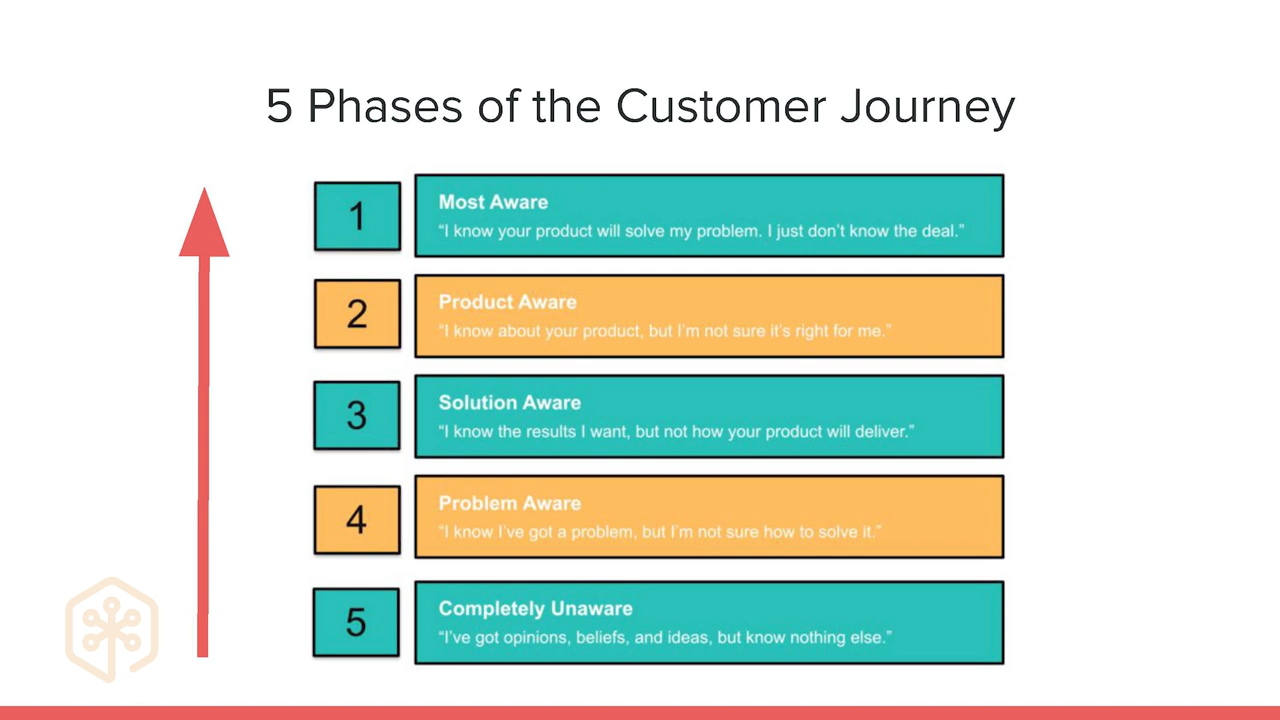 5 Phases of the Customer Journey
1
Most Aware
“I know your product will solve my problem. I just don’t know the deal.”
2
Product Aware
“I know about your product, but I’m not sure it’s right for me.”
3
Solution Aware
“I know the results I want, but not how your product will deliver.”
4
Problem Aware
“I know I’ve got a problem, but I’m not sure how to solve it.”
5
Completely Unaware
“I’ve got opinions, beliefs, and ideas, but know nothing else.”